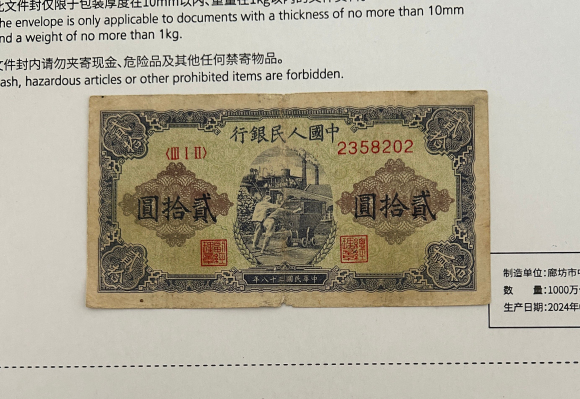 he envelope is only applicable to documents with a thickness of no more than 10mm
nd a weight of no more than 1kg.
文件封内请勿夹寄现金、危险品及其他任何禁寄物品。
ash, hazardous articles or other prohibited items are forbidden.
行銀民人國中
〈III I II〉
2358202
圓拾貳
圓拾貳
年八十三國民華中
制造单位：廊坊市
数 量：1000万
生产日期：2024年